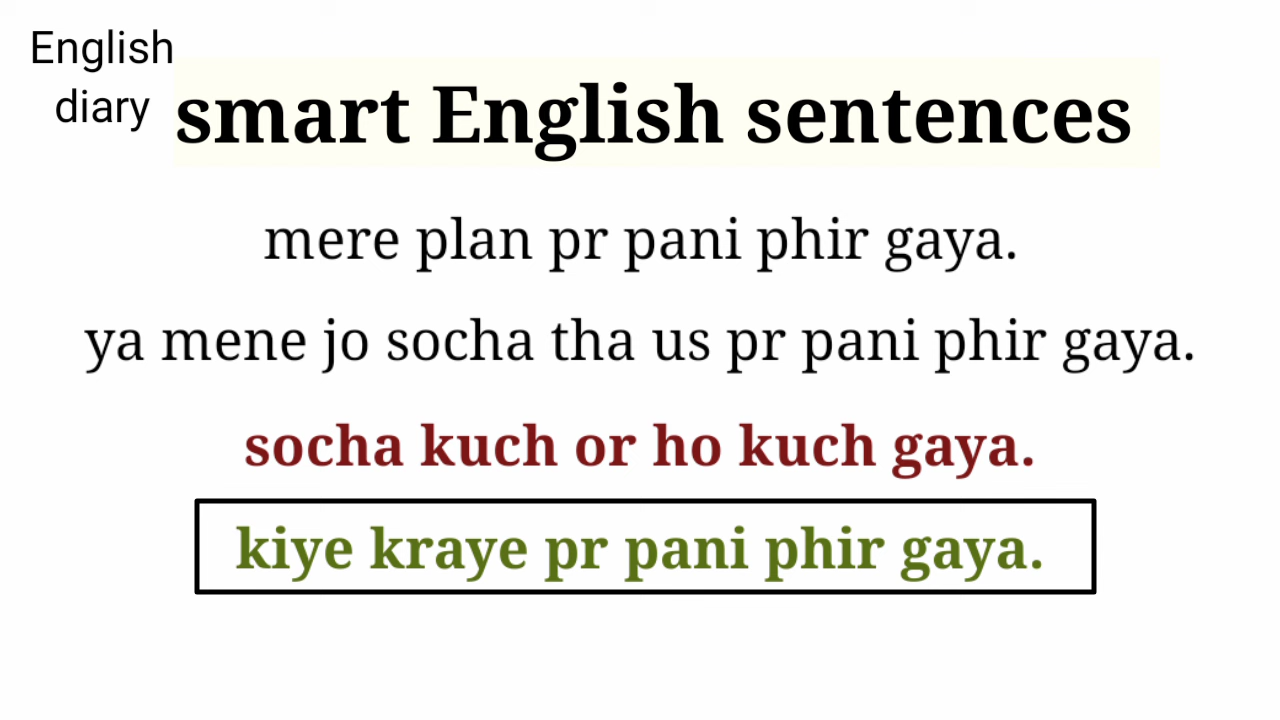 English
diary
smart English sentences
mere plan pr pani phir gaya.
ya mene jo socha tha us pr pani phir gaya.
socha kuch or ho kuch gaya.
kiye kraye pr pani phir gaya.